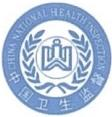 CHINA NATIONAL HEALTH INSPECTION
中国卫生监督